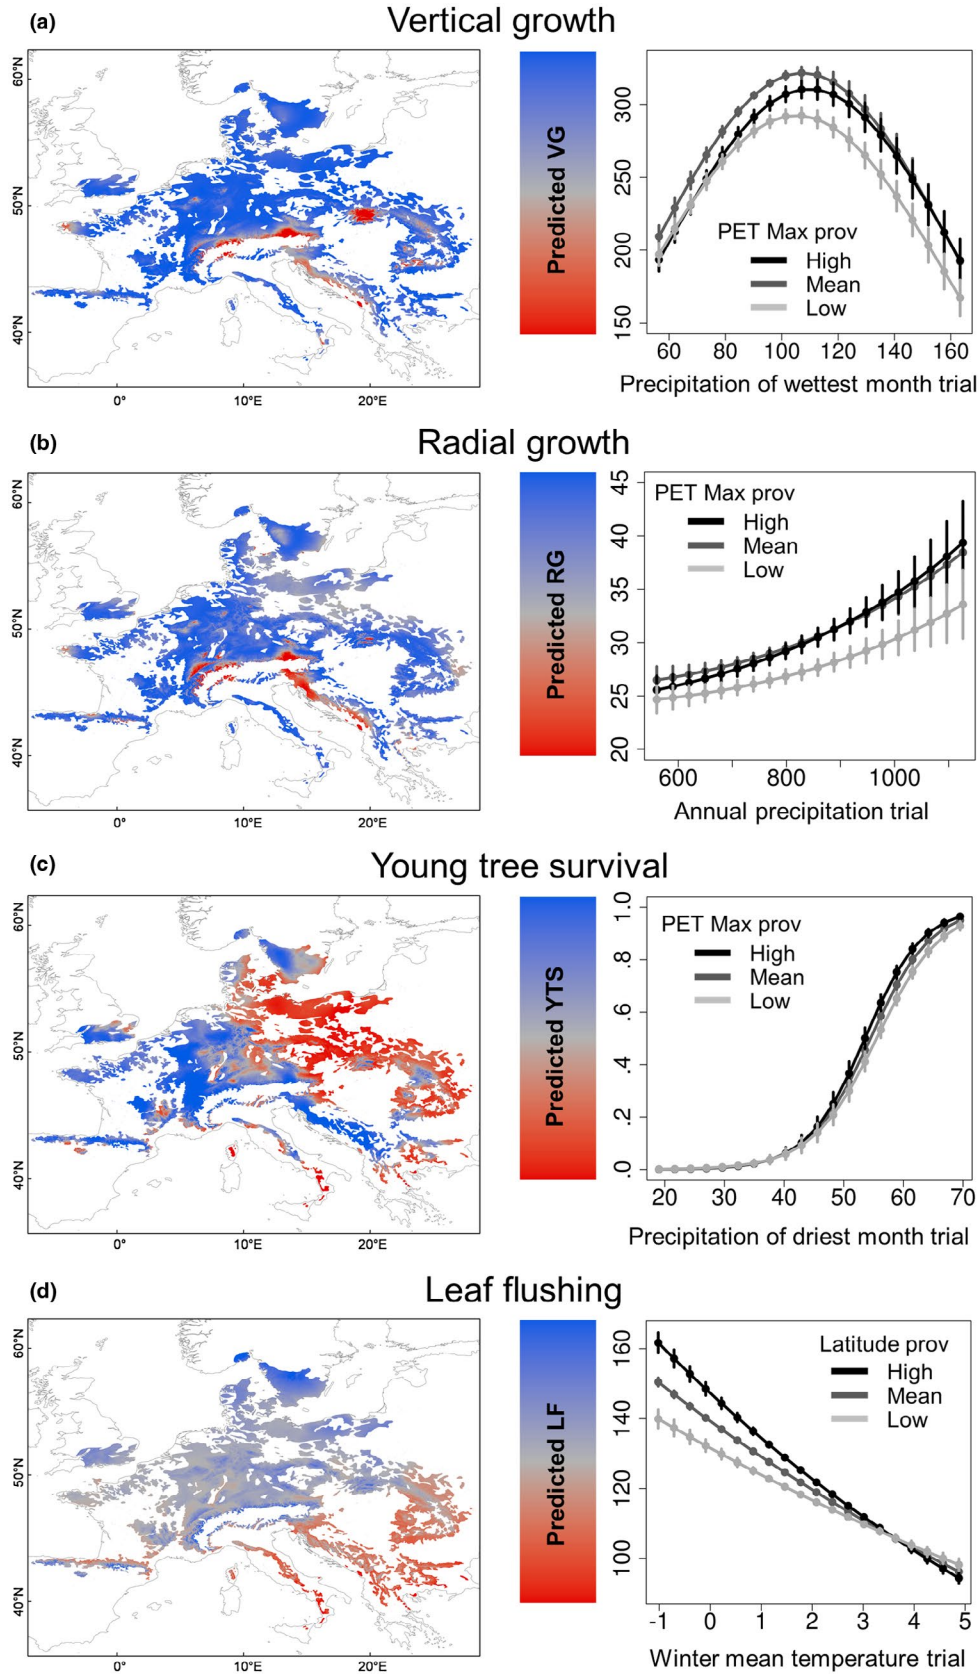 (a)
Vertical growth
60°N
50°N
40°N
0°
10°E
20°E
Predicted VG
300
250
200
150
PET Max prov
High
Mean
Low
60
80
100
120
140
160
Precipitation of wettest month trial
(b)
Radial growth
60°N
50°N
40°N
0°
10°E
20°E
Predicted RG
45
40
35
30
25
20
PET Max prov
High
Mean
Low
600
800
1000
Annual precipitation trial
(c)
Young tree survival
60°N
50°N
40°N
0°
10°E
20°E
Predicted YTS
1.0
.8
.6
.4
.2
.0
PET Max prov
High
Mean
Low
20
30
40
50
60
70
Precipitation of driest month trial
(d)
Leaf flushing
60°N
50°N
40°N
0°
10°E
20°E
Predicted LF
160
140
120
100
Latitude prov
High
Mean
Low
-1
0
1
2
3
4
5
Winter mean temperature trial